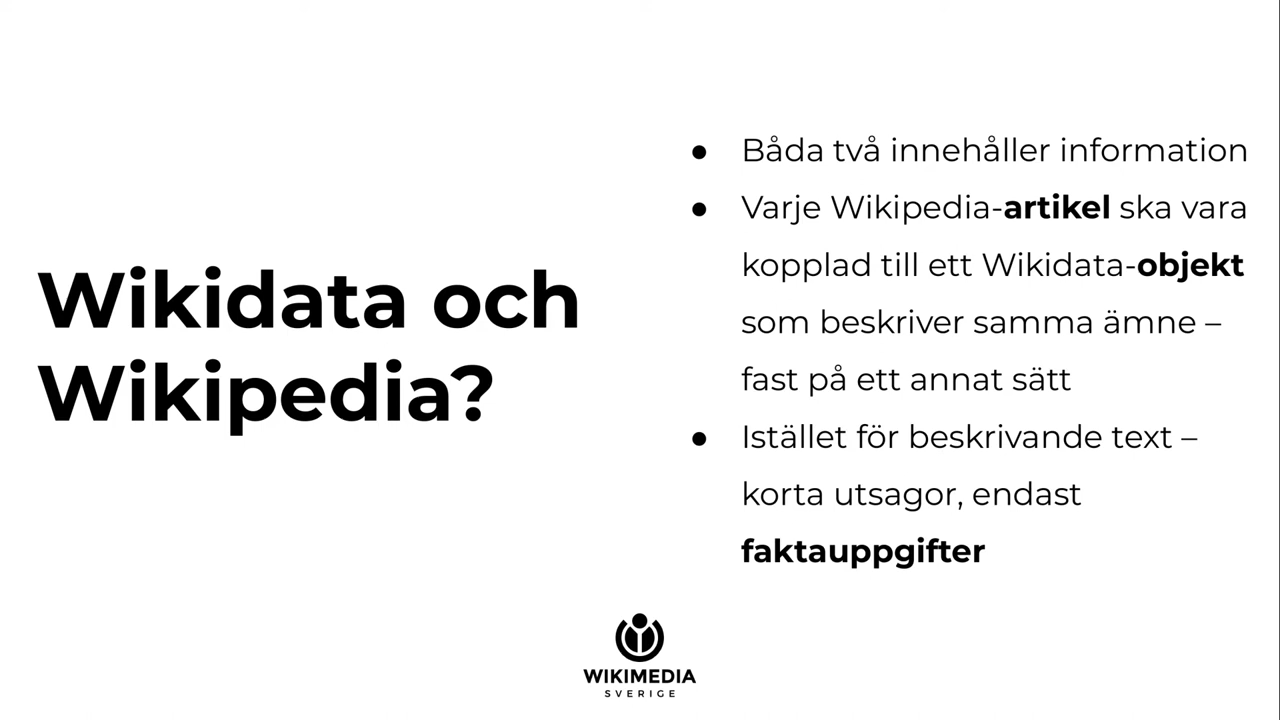 Wikidata och
Wikipedia?
● Båda två innehåller information
● Varje Wikipedia-artikel ska vara
kopplad till ett Wikidata-objekt
som beskriver samma ämne –
fast på ett annat sätt
● Istället för beskrivande text –
korta utsagor, endast
faktauppgifter
WIKIMEDIA
SVERIGE